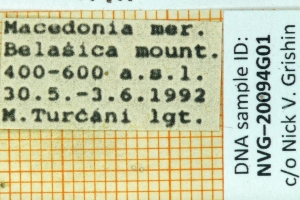 Macedonia mer.
Belašica mount.
400-600 a.s.l.
30.5.-3.6.1992
M.Turčáni lgt.
DNA sample ID:
NVG-20094G01
c/o Nick V. Grishin